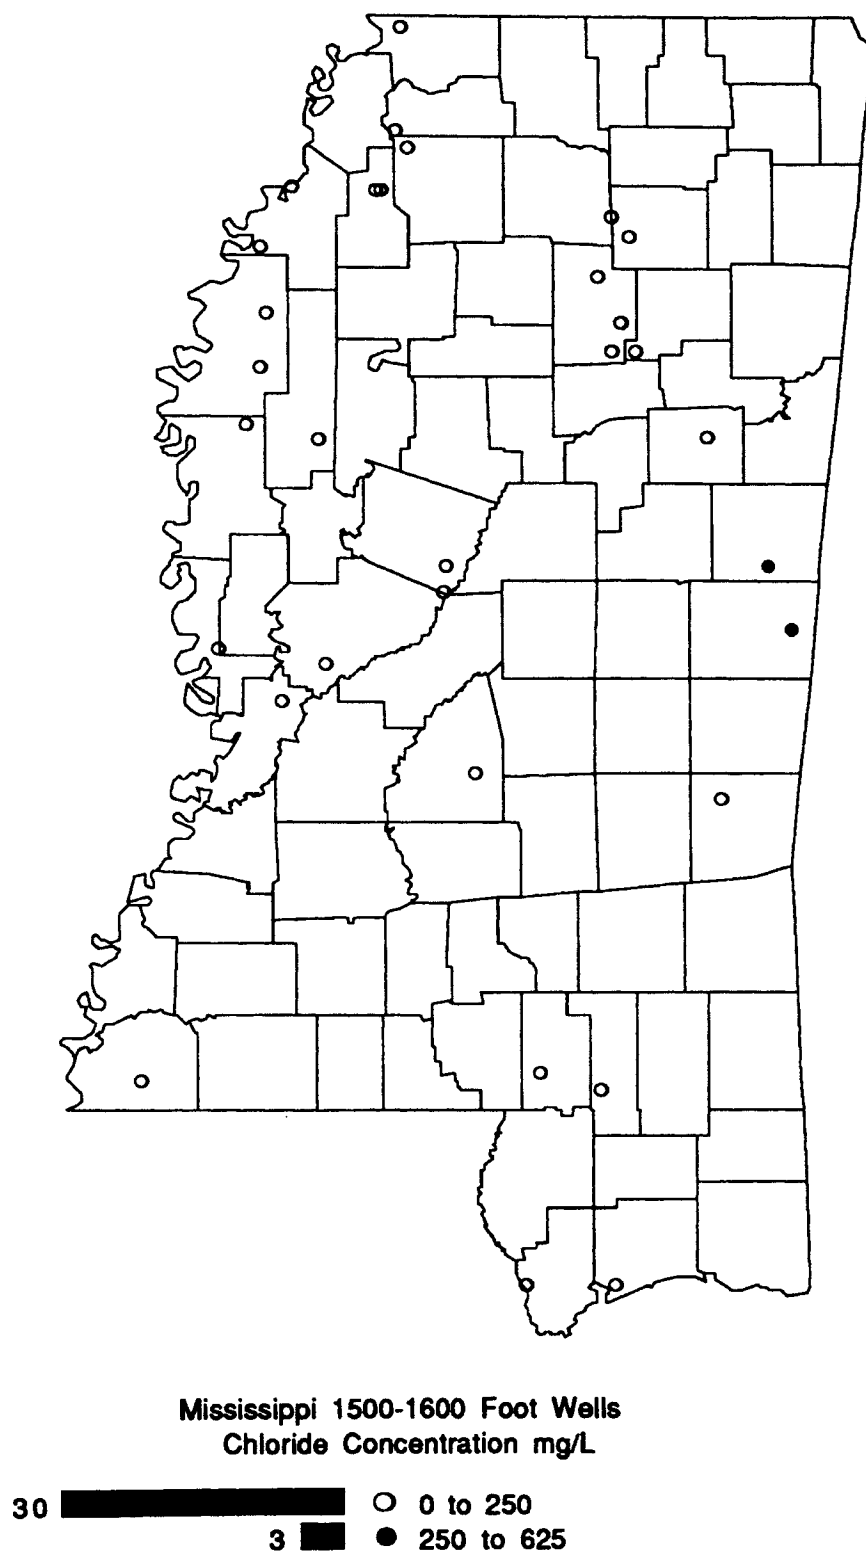 Mississippi 1500-1600 Foot Wells
Chloride Concentration mg/L
30 0 to 250
3 250 to 625